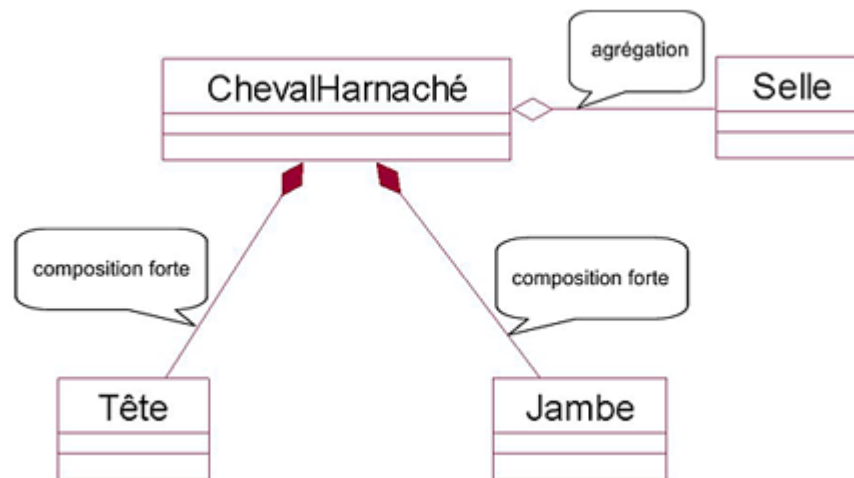 agrégation
ChevalHarnaché
Selle
composition forte
composition forte
Tête
Jambe